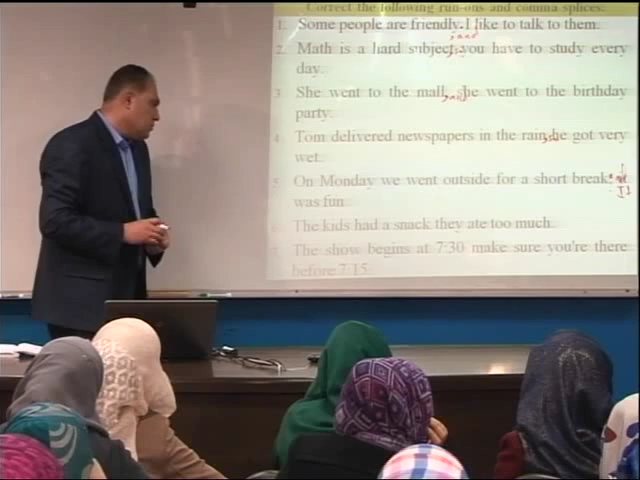 Correct the following run-ons and comma splices:
1. Some people are friendly. I like to talk to them.
2. Math is a hard subject, you have to study every
day.
3. She went to the mall, she went to the birthday
party.
4. Tom delivered newspapers in the rain he got very
wet.
5. On Monday we went outside for a short break
was fun
6. The kids had a snack they ate too much.
7. The show begins at 7:30 make sure you're there
before 7:15.